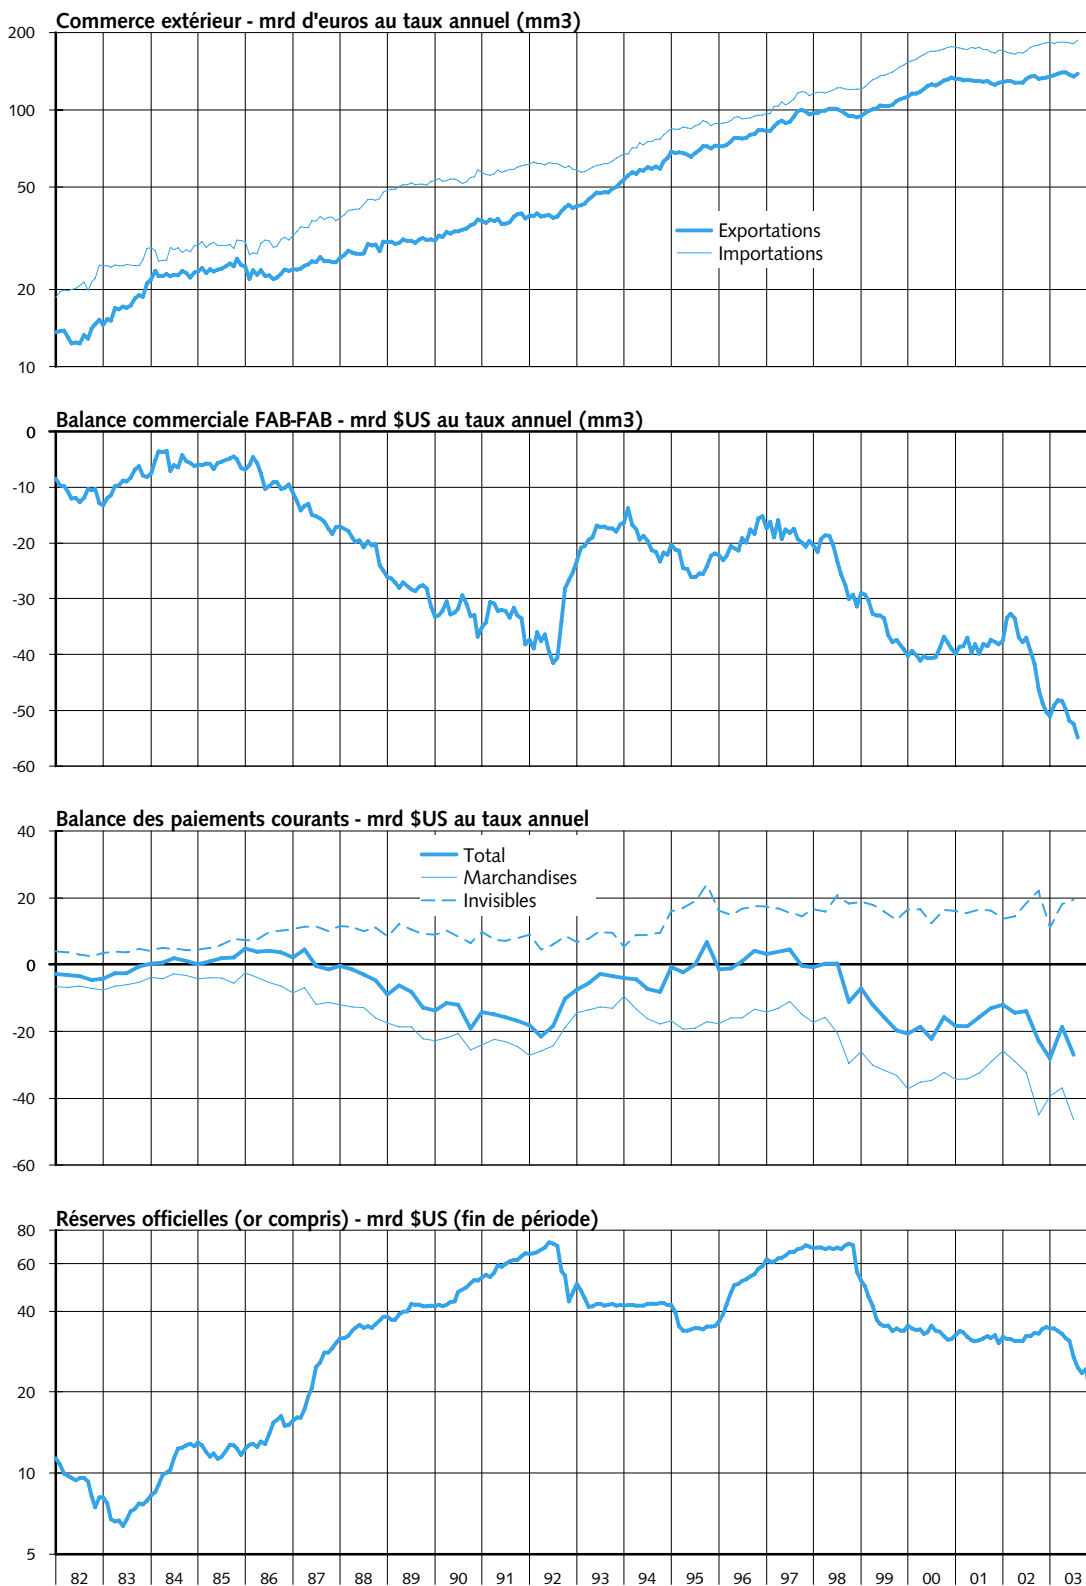 Commerce extérieur - mrd d'euros au taux annuel (mm3)
200
100
50
20
10
Exportations
Importations
Balance commerciale FAB-FAB - mrd $US au taux annuel (mm3)
0
-10
-20
-30
-40
-50
-60
Balance des paiements courants - mrd $US au taux annuel
40
20
0
-20
-40
-60
Total
Marchandises
Invisibles
Réserves officielles (or compris) - mrd $US (fin de période)
80
60
40
20
10
5
82 83 84 85 86 87 88 89 90 91 92 93 94 95 96 97 98 99 00 01 02 03